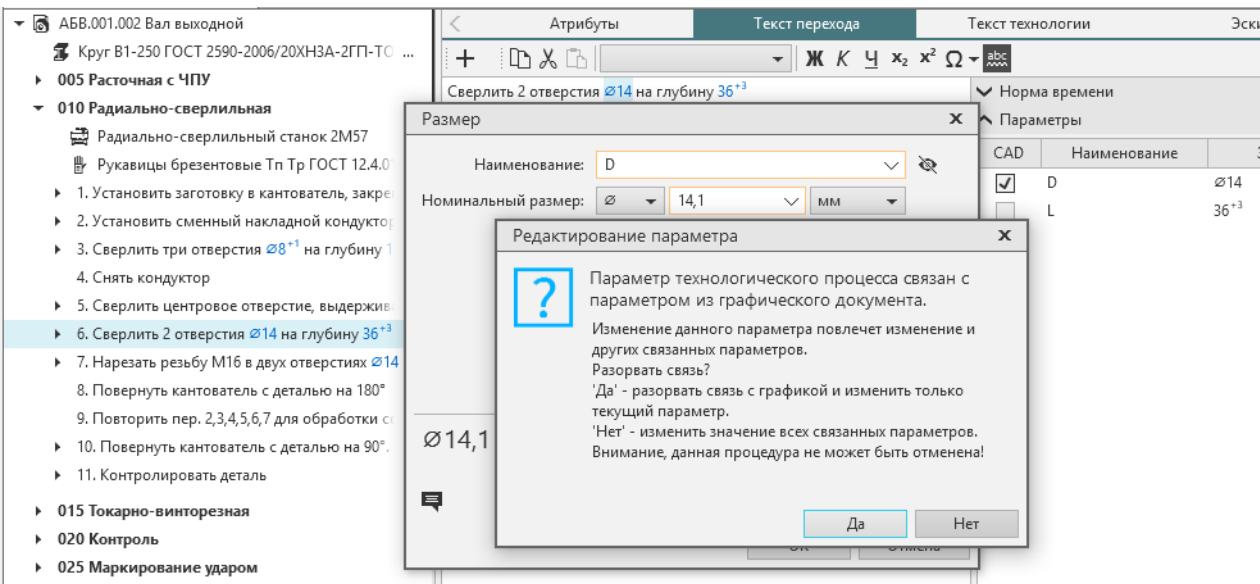 АБВ.001.002 Вал выходной
Круг В1-250 ГОСТ 2590-2006/20ХН3А-2ГП-ТО ...
005 Расточная с ЧПУ
010 Радиально-сверлильная
Радиально-сверлильный станок 2М57
Рукавицы брезентовые Тп Тр ГОСТ 12.4.0
1. Установить заготовку в кантователь, закре
2. Установить сменный накладной кондуктор
3. Сверлить три отверстия ⌀8⁺¹ на глубину 1
4. Снять кондуктор
5. Сверлить центровое отверстие, выдержив
6. Сверлить 2 отверстия ⌀14 на глубину 36⁺³
7. Нарезать резьбу М16 в двух отверстиях ⌀14
8. Повернуть кантователь с деталью на 180°
9. Повторить пер. 2,3,4,5,6,7 для обработки со
10. Повернуть кантователь с деталью на 90°.
11. Контролировать деталь
015 Токарно-винторезная
020 Контроль
025 Маркирование ударом
Атрибуты Текст перехода Текст технологии Эски
Ж К Ч x₂ x² Ω abc
Сверлить 2 отверстия ⌀14 на глубину 36⁺³
Норма времени
Параметры
CAD Наименование
D ⌀14
L 36⁺³
Размер x
Наименование: D
Номинальный размер: ⌀ 14,1 мм
⌀14,1
Редактирование параметра x
?
Параметр технологического процесса связан с
параметром из графического документа.
Изменение данного параметра повлечет изменение и
других связанных параметров.
Разорвать связь?
'Да' - разорвать связь с графикой и изменить только
текущий параметр.
'Нет' - изменить значение всех связанных параметров.
Внимание, данная процедура не может быть отменена!
Да Нет